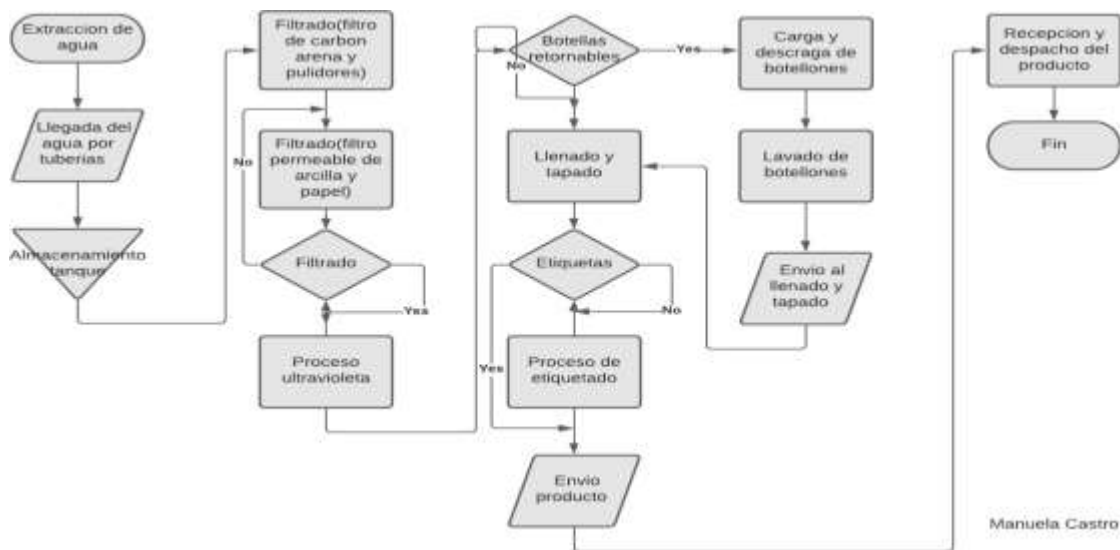 Extraccion de
agua
Llegada del
agua por
tuberias
Almacenamiento
tanque
Filtrado(filtro
de carbon
arena y
pulidores)
Filtrado(filtro
permeable de
arcilla y
papel)
No
Filtrado
Yes
Proceso
ultravioleta
Botellas
retornables
Yes
No
Llenado y
tapado
Etiquetas
No
Yes
Proceso de
etiquetado
Envio
producto
Carga y
descraga de
botellones
Lavado de
botellones
Envio al
llenado y
tapado
Recepcion y
despacho del
producto
Fin
Manuela Castro